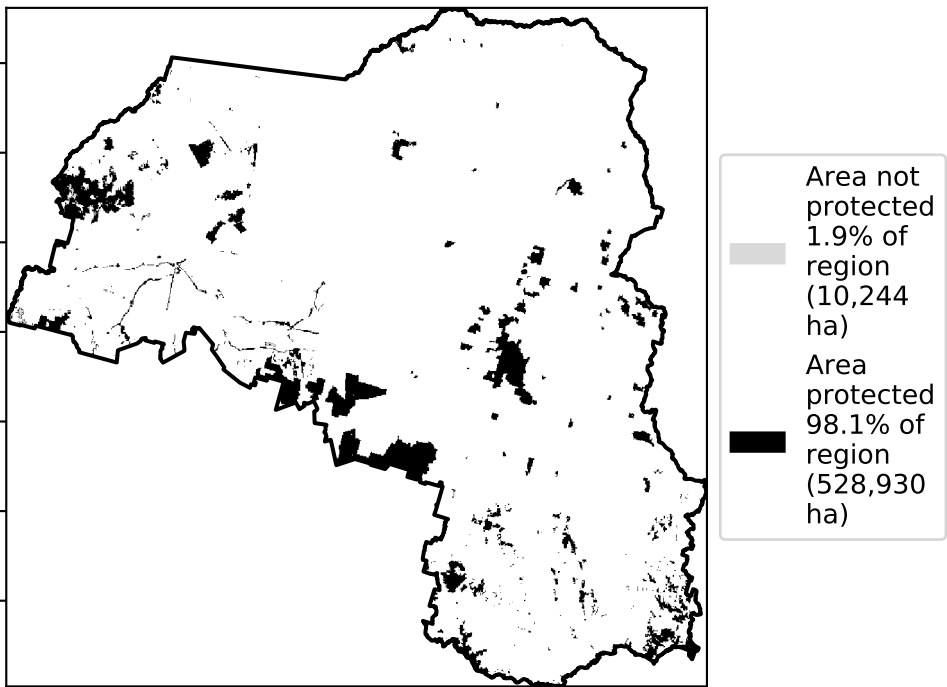 Area not
protected
1.9% of
region
(10,244
ha)
Area
protected
98.1% of
region
(528,930
ha)